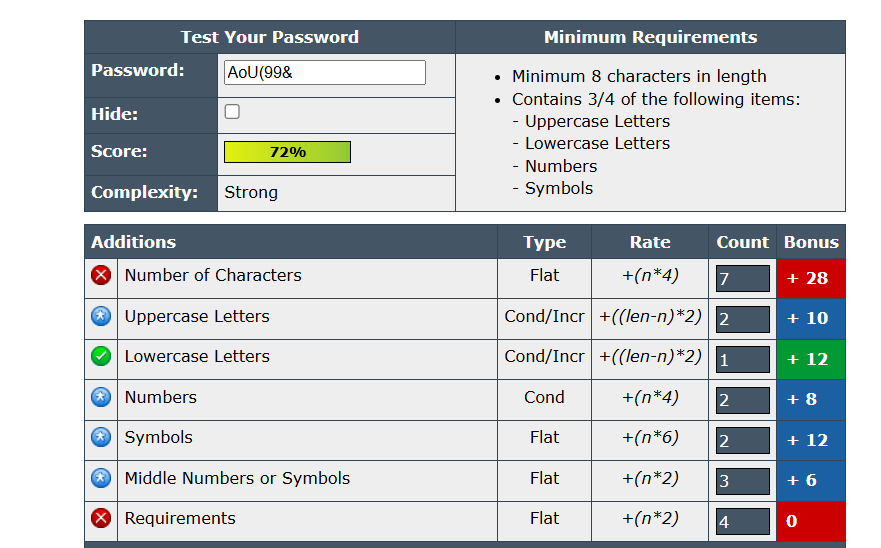 Test Your Password
Minimum Requirements
Password:
AoU(99&
Hide:
Score:
72%
Complexity:
Strong
• Minimum 8 characters in length
• Contains 3/4 of the following items:
- Uppercase Letters
- Lowercase Letters
- Numbers
- Symbols
Additions Type Rate Count Bonus
Number of Characters Flat +(n*4) 7 + 28
Uppercase Letters Cond/Incr +((len-n)*2) 2 + 10
Lowercase Letters Cond/Incr +((len-n)*2) 1 + 12
Numbers Cond +(n*4) 2 + 8
Symbols Flat +(n*6) 2 + 12
Middle Numbers or Symbols Flat +(n*2) 3 + 6
Requirements Flat +(n*2) 4 0